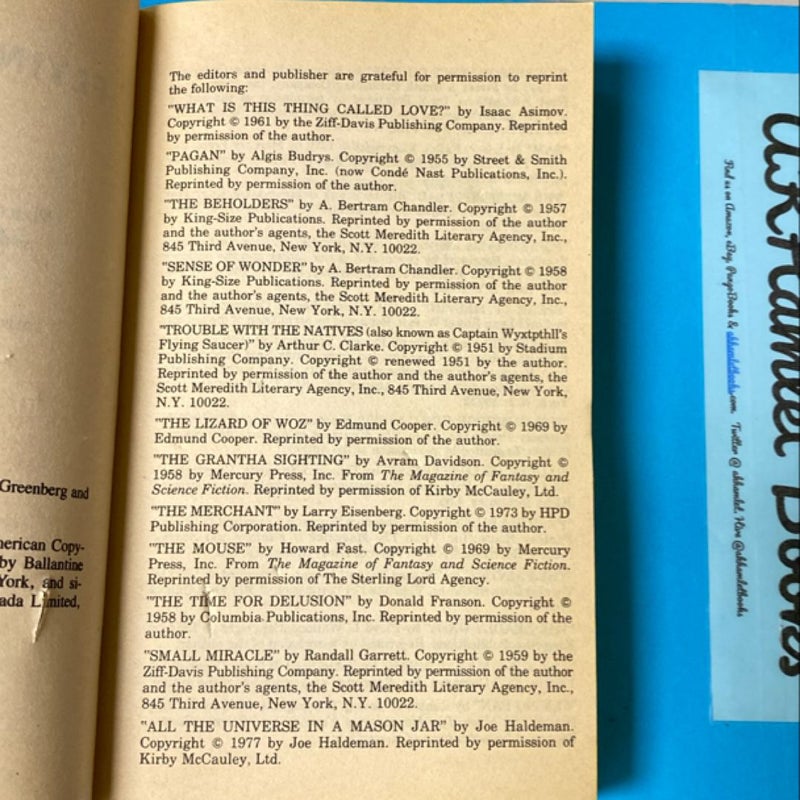 Greenberg and
merican Copy-
by Ballantine
York, and si-
ada Limited,
The editors and publisher are grateful for permission to reprint
the following:
"WHAT IS THIS THING CALLED LOVE?" by Isaac Asimov.
Copyright © 1961 by the Ziff-Davis Publishing Company. Reprinted
by permission of the author.
"PAGAN" by Algis Budrys. Copyright © 1955 by Street & Smith
Publishing Company, Inc. (now Condé Nast Publications, Inc.).
Reprinted by permission of the author.
"THE BEHOLDERS" by A. Bertram Chandler. Copyright © 1957
by King-Size Publications. Reprinted by permission of the author
and the author's agents, the Scott Meredith Literary Agency, Inc.,
845 Third Avenue, New York, N.Y. 10022.
"SENSE OF WONDER" by A. Bertram Chandler. Copyright © 1958
by King-Size Publications. Reprinted by permission of the author
and the author's agents, the Scott Meredith Literary Agency, Inc.,
845 Third Avenue, New York, N.Y. 10022.
"TROUBLE WITH THE NATIVES (also known as Captain Wyxtpthll's
Flying Saucer)" by Arthur C. Clarke. Copyright © 1951 by Stadium
Publishing Company. Copyright © renewed 1951 by the author.
Reprinted by permission of the author and the author's agents, the
Scott Meredith Literary Agency, Inc., 845 Third Avenue, New York,
N.Y. 10022.
"THE LIZARD OF WOZ" by Edmund Cooper. Copyright © 1969 by
Edmund Cooper. Reprinted by permission of the author.
"THE GRANTHA SIGHTING" by Avram Davidson. Copyright ©
1958 by Mercury Press, Inc. From The Magazine of Fantasy and
Science Fiction. Reprinted by permission of Kirby McCauley, Ltd.
"THE MERCHANT" by Larry Eisenberg. Copyright © 1973 by HPD
Publishing Corporation. Reprinted by permission of the author.
"THE MOUSE" by Howard Fast. Copyright © 1969 by Mercury
Press, Inc. From The Magazine of Fantasy and Science Fiction.
Reprinted by permission of The Sterling Lord Agency.
"THE TIME FOR DELUSION" by Donald Franson. Copyright ©
1958 by Columbia Publications, Inc. Reprinted by permission of the
author.
"SMALL MIRACLE" by Randall Garrett. Copyright © 1959 by the
Ziff-Davis Publishing Company. Reprinted by permission of the author
and the author's agents, the Scott Meredith Literary Agency, Inc.,
845 Third Avenue, New York, N.Y. 10022.
"ALL THE UNIVERSE IN A MASON JAR" by Joe Haldeman.
Copyright © 1977 by Joe Haldeman. Reprinted by permission of
Kirby McCauley, Ltd.
Find us on Amazon, eBay, PangoBooks & akhamletbooks.com. Twitter @ akhamlet. Hive @akhamletbooks